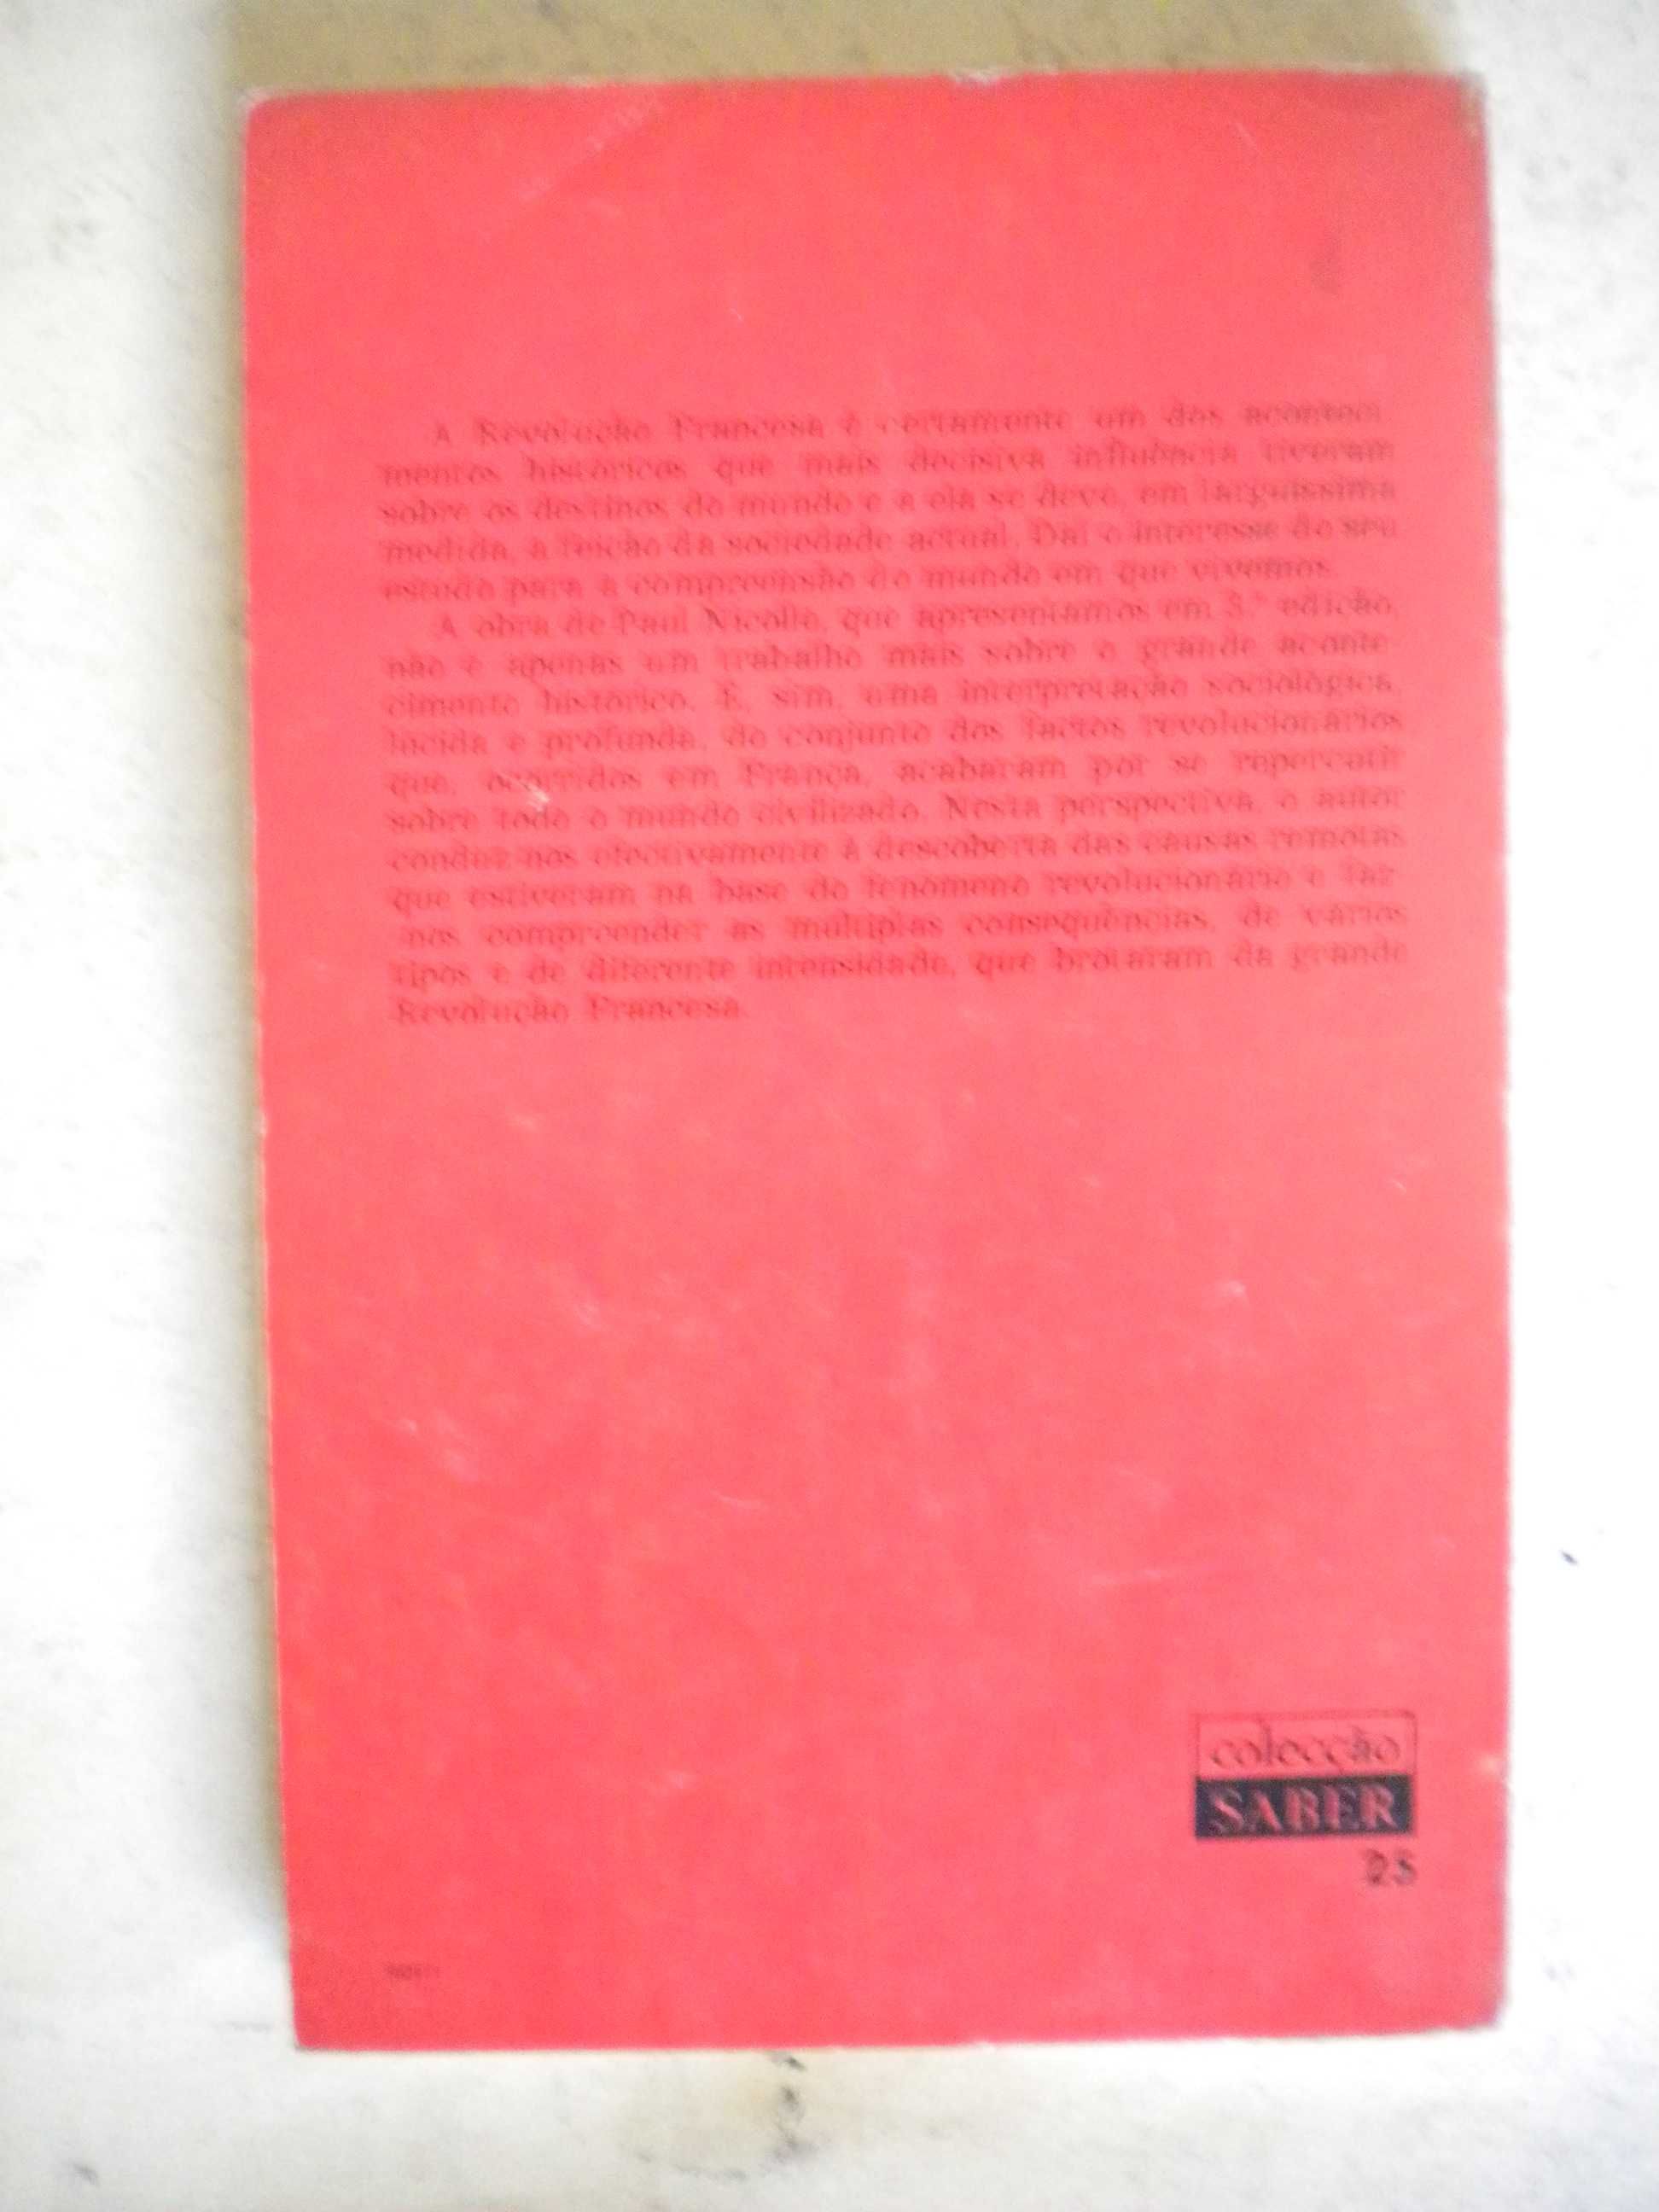 A Revolução Francesa é certamente um dos aconteci-
mentos históricos que mais decisiva influência tiveram
sobre os destinos do mundo e a ela se deve, em larguíssima
medida, a feição da sociedade actual. Daí o interesse do seu
estudo para a compreensão do mundo em que vivemos.
A obra de Paul Nicolle, que apresentamos em edição,
não é apenas um trabalho mais sobre o grande aconte-
cimento histórico. É, sim, uma interpretação sociológica,
lúcida e profunda, do conjunto dos factos revolucionários
que, ocorridos em França, acabaram por se repercutir
sobre todo o mundo civilizado. Nesta perspectiva, o autor
conduz-nos efectivamente à descoberta das causas remotas
que estiveram na base do fenómeno revolucionário e faz-
-nos compreender as múltiplas consequências, de vários
tipos e de diferente intensidade, que brotaram da grande
Revolução Francesa.
colecção
SABER
25